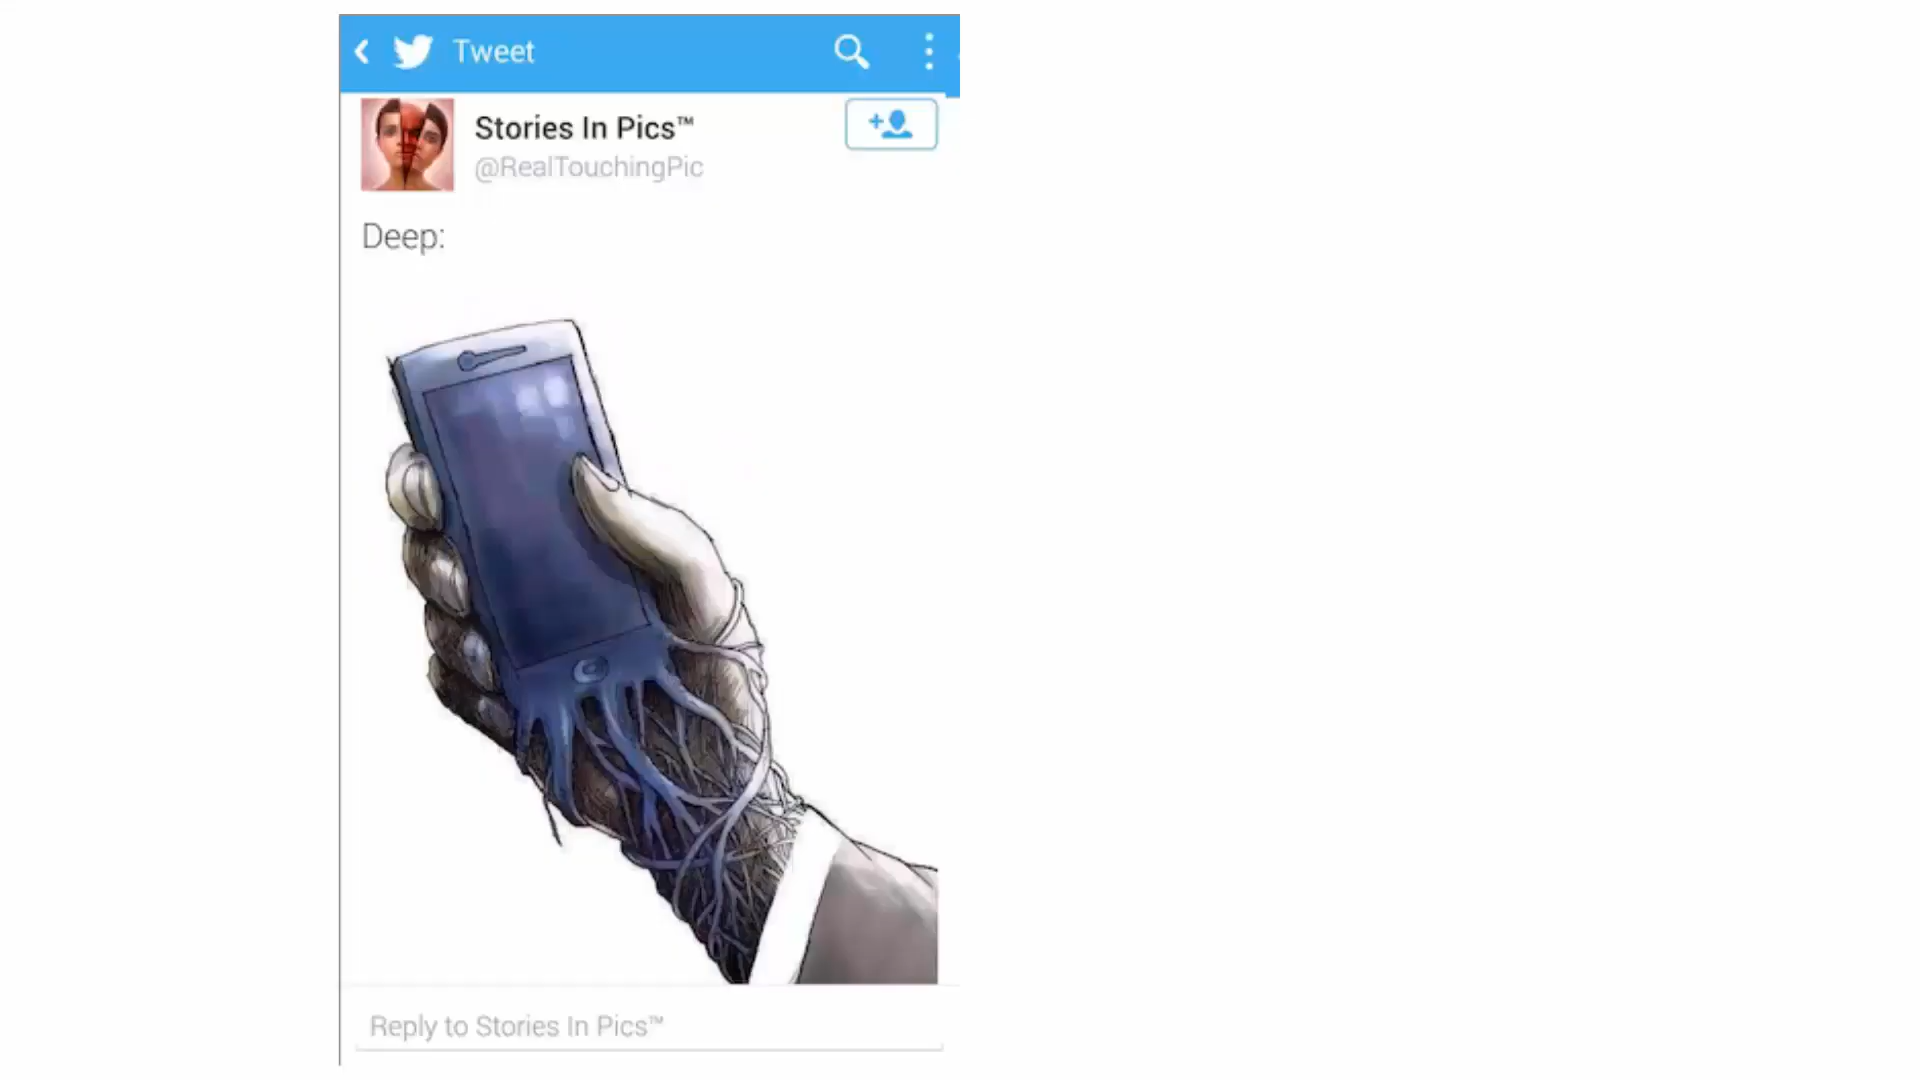 Tweet
Stories In Pics™
@RealTouchingPic
Deep:
Reply to Stories In Pics™